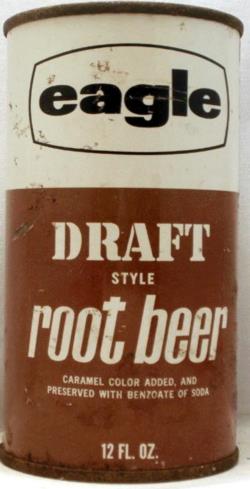 eagle
DRAFT
STYLE
root beer
CARAMEL COLOR ADDED, AND
PRESERVED WITH BENZOATE OF SODA
12 FL. OZ.